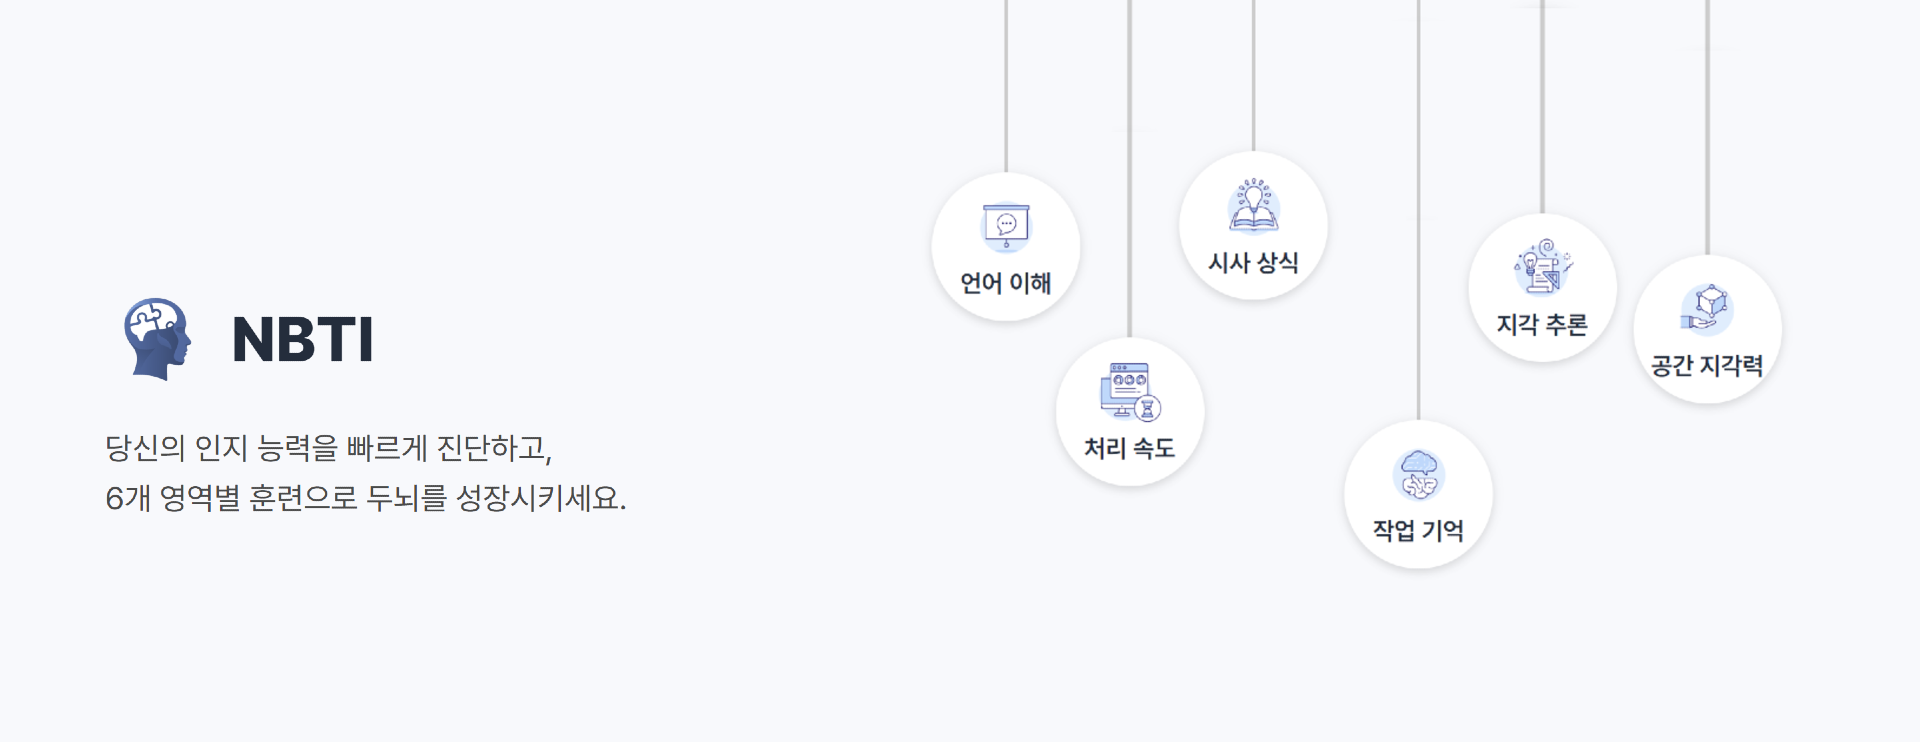 NBTI
당신의 인지 능력을 빠르게 진단하고,
6개 영역별 훈련으로 두뇌를 성장시키세요.
언어 이해
처리 속도
시사 상식
작업 기억
지각 추론
공간 지각력